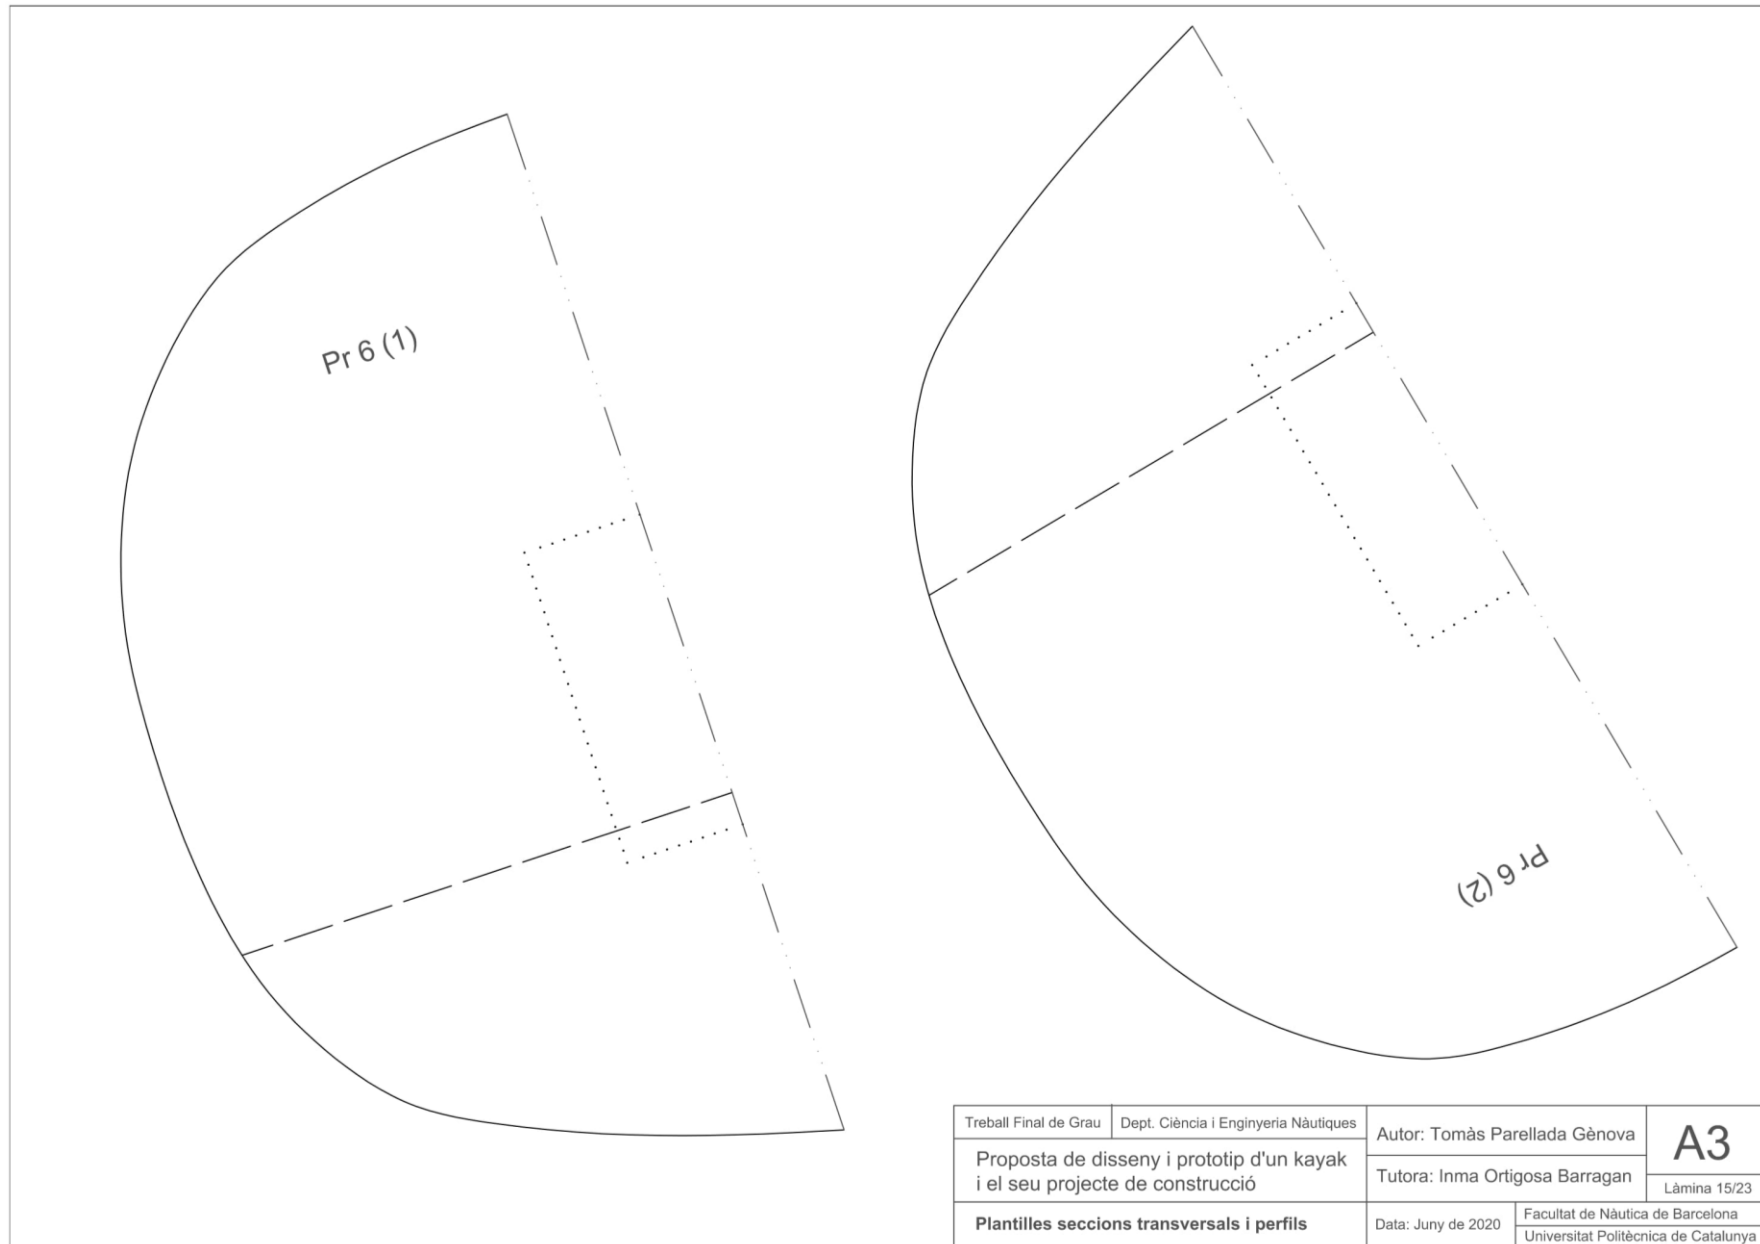 Pr 6 (1)
Pr 6 (2)
Treball Final de Grau
Dept. Ciència i Enginyeria Nàutiques
Autor: Tomàs Parellada Gènova
A3
Proposta de disseny i prototip d'un kayak
i el seu projecte de construcció
Tutora: Inma Ortigosa Barragan
Làmina 15/23
Plantilles seccions transversals i perfils
Data: Juny de 2020
Facultat de Nàutica de Barcelona
Universitat Politècnica de Catalunya